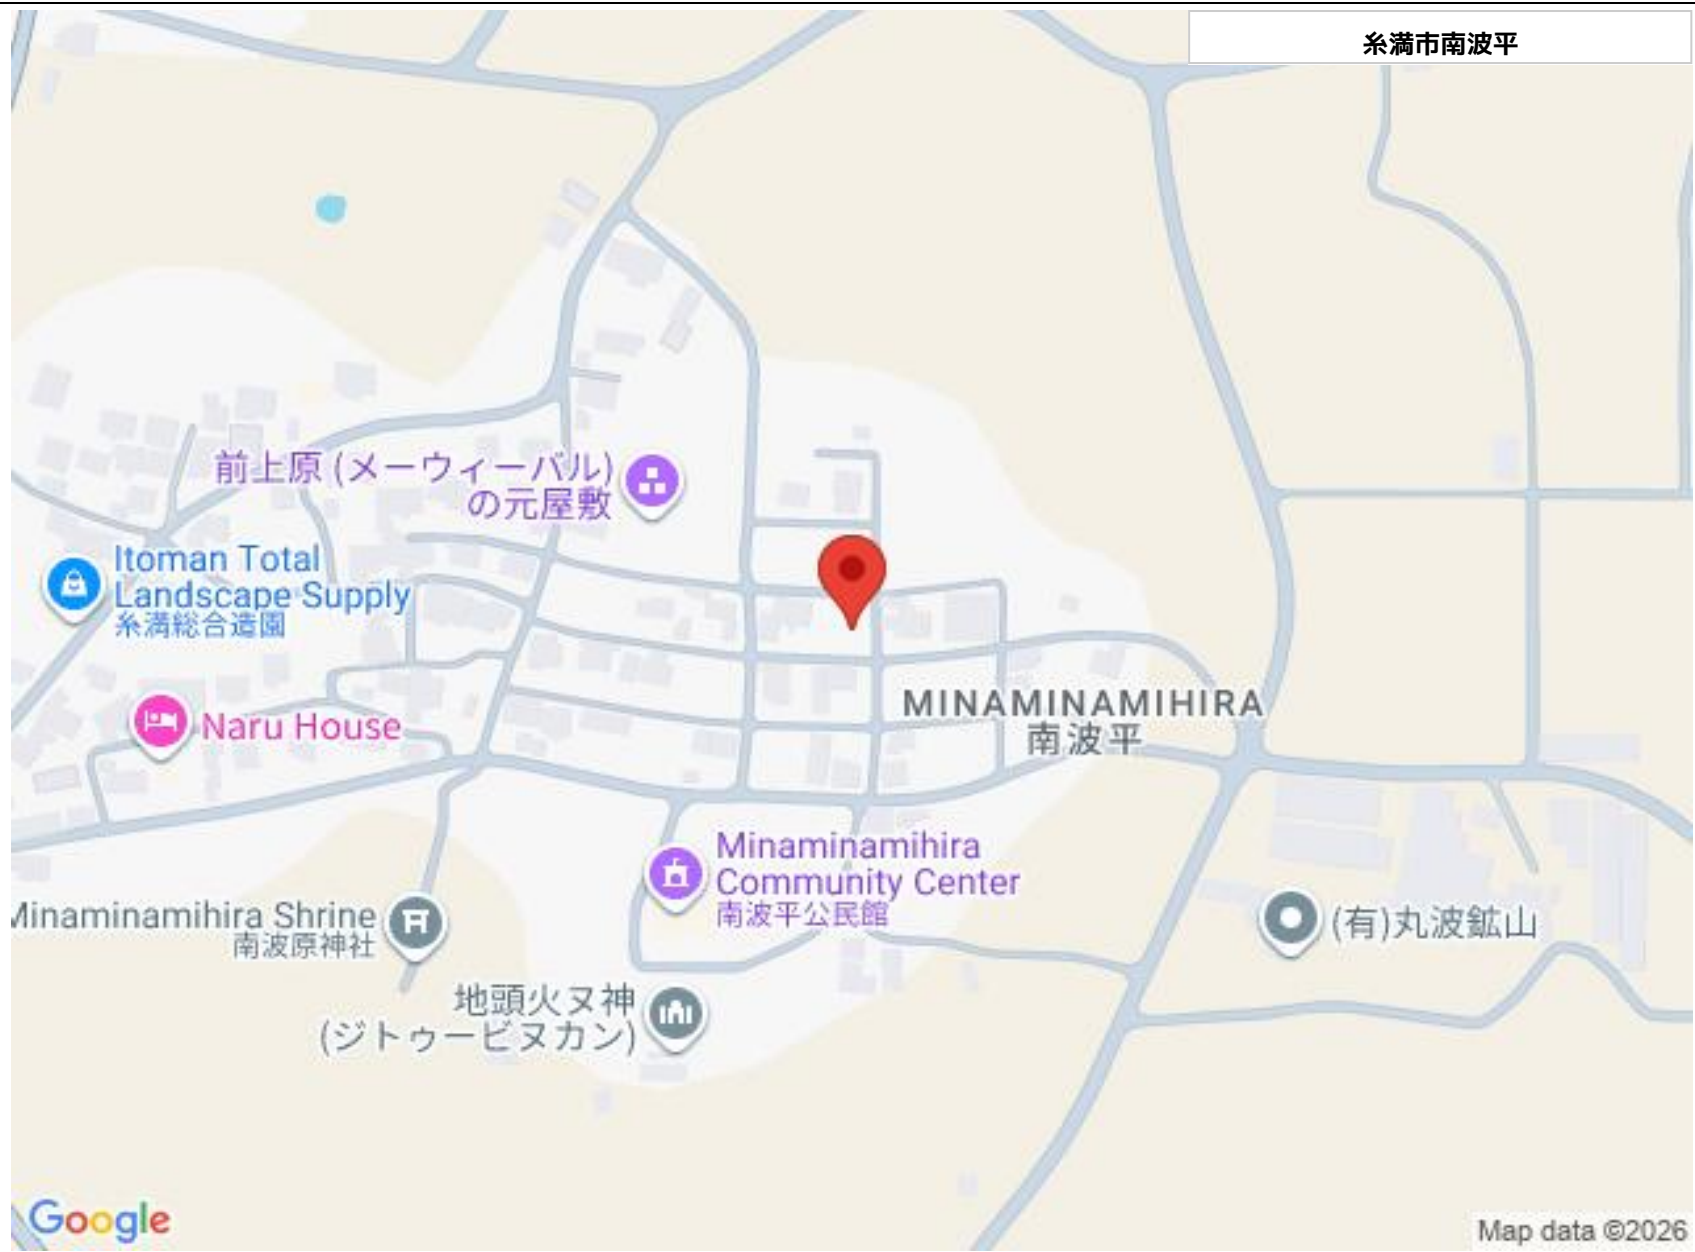 糸満市南波平
前上原 (メーウィーバル)
の元屋敷
Itoman Total
Landscape Supply
糸満総合造園
Naru House
MINAMINAMIHIRA
南波平
Minaminamihira
Community Center
南波平公民館
Minaminamihira Shrine
南波原神社
(有)丸波鉱山
地頭火ヌ神
(ジトゥービヌカン)
Google
Map data ©2026